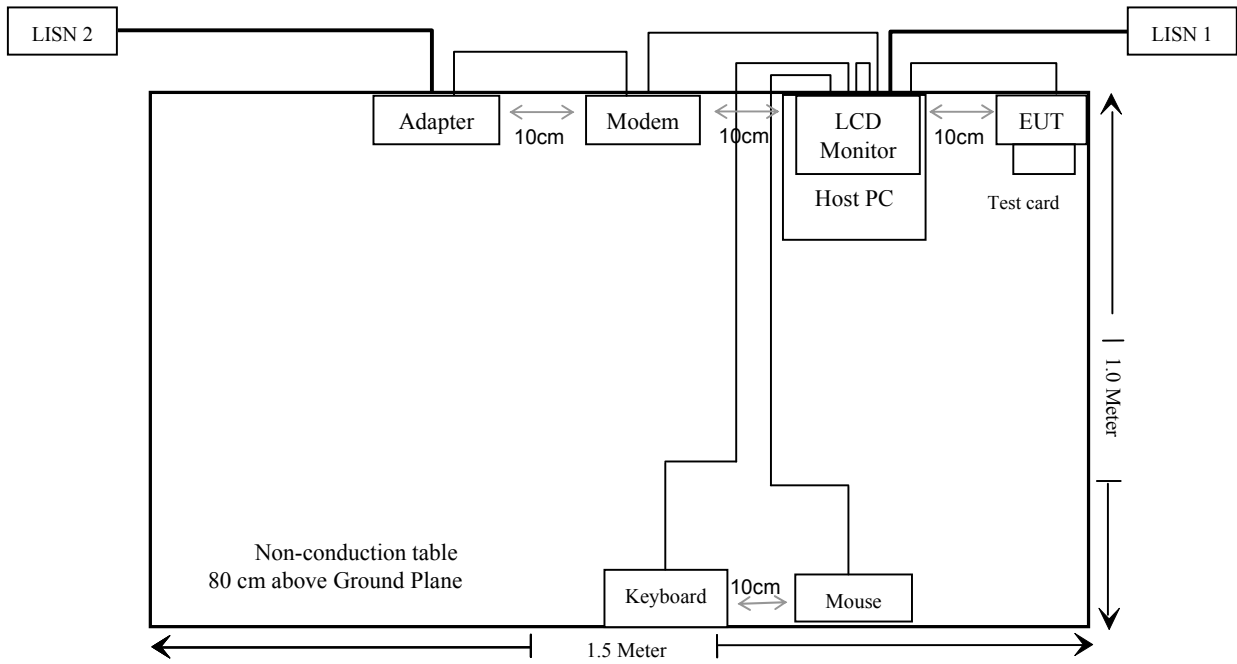 LISN 2
LISN 1
Adapter
10cm
Modem
10cm
LCD
Monitor
10cm
EUT
Host PC
Test card
1.0 Meter
Non-conduction table
80 cm above Ground Plane
Keyboard
10cm
Mouse
1.5 Meter